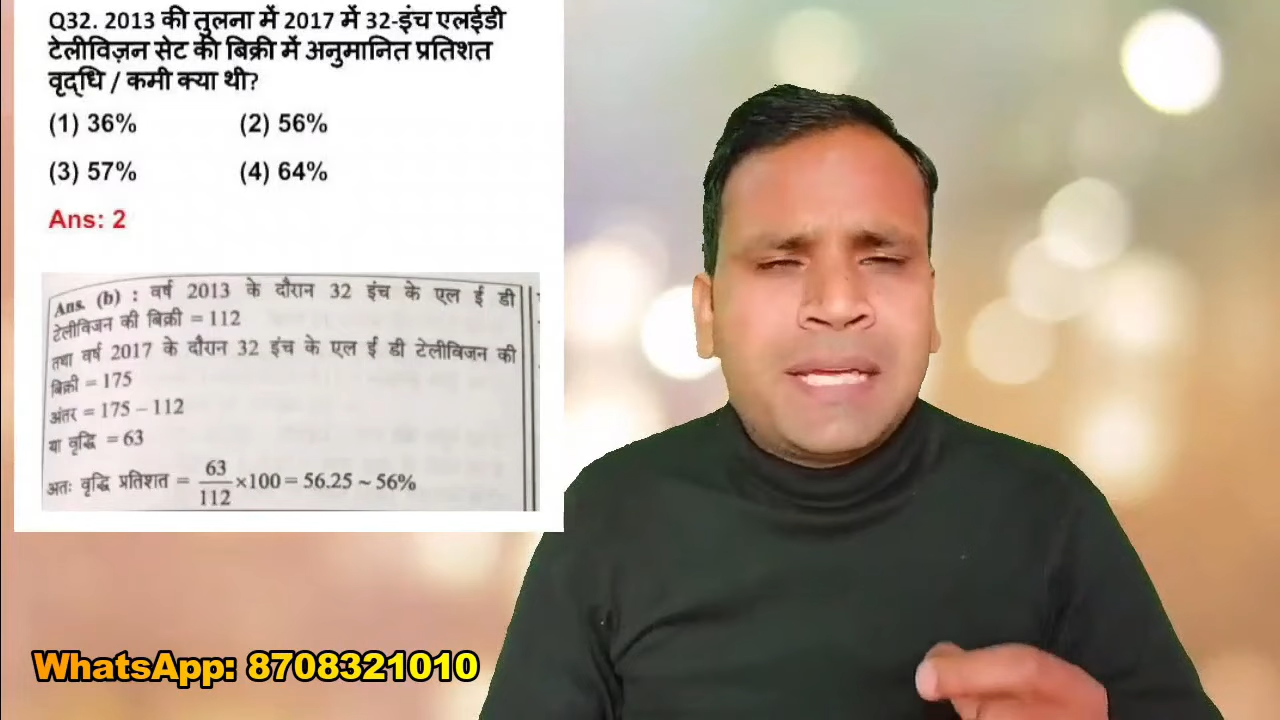 Q32. 2013 की तुलना में 2017 में 32-इंच एलईडी
टेलीविज़न सेट की बिक्री में अनुमानित प्रतिशत
वृद्धि / कमी क्या थी?
(1) 36% (2) 56%
(3) 57% (4) 64%
Ans: 2
Ans. (b) : वर्ष 2013 के दौरान 32 इंच के एल ई डी
टेलीविजन की बिक्री = 112
तथा वर्ष 2017 के दौरान 32 इंच के एल ई डी टेलीविजन की
बिक्री = 175
अंतर = 175 – 112
या वृद्धि = 63
अतः वृद्धि प्रतिशत = 63/112 ×100 = 56.25 ~ 56%
WhatsApp: 8708321010